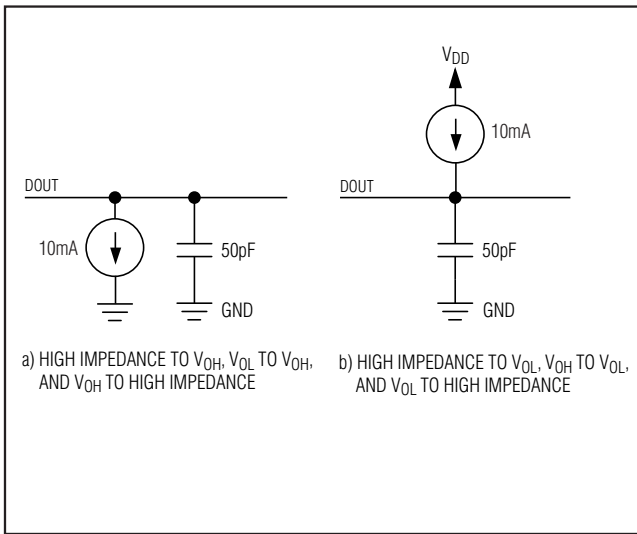 DOUT
10mA
50pF
GND
a) HIGH IMPEDANCE TO VOH, VOL TO VOH,
AND VOH TO HIGH IMPEDANCE
VDD
10mA
DOUT
50pF
GND
b) HIGH IMPEDANCE TO VOL, VOH TO VOL,
AND VOL TO HIGH IMPEDANCE